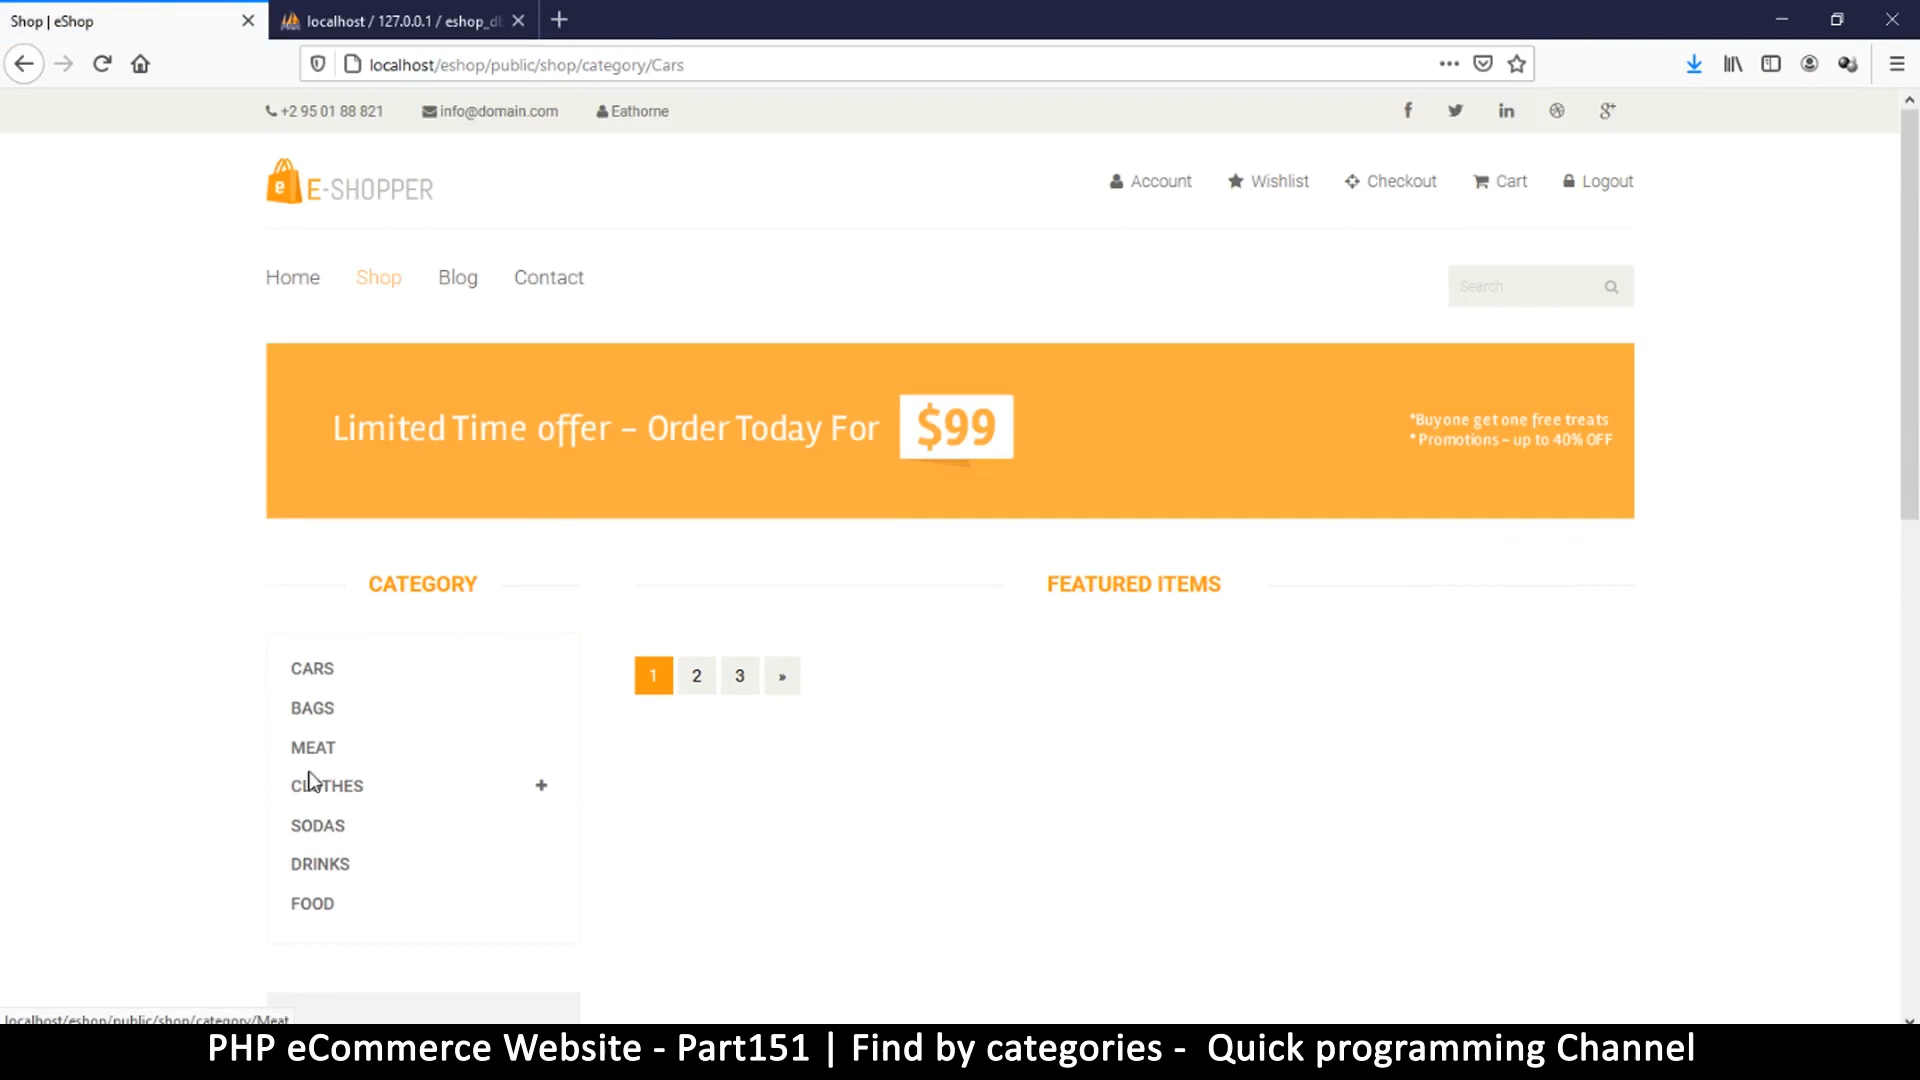 Shop | eShop
localhost / 127.0.0.1 / eshop_db
localhost/eshop/public/shop/category/Cars
+2 95 01 88 821
info@domain.com
Eathorne
E-SHOPPER
Account
Wishlist
Checkout
Cart
Logout
Home
Shop
Blog
Contact
Search
Limited Time offer – Order Today For
$99
*Buy one get one free treats
*Promotions – up to 40% OFF
CATEGORY
FEATURED ITEMS
CARS
BAGS
MEAT
CLOTHES
+
SODAS
DRINKS
FOOD
1 2 3 »
localhost/eshop/public/shop/category/Meat
PHP eCommerce Website - Part151 | Find by categories - Quick programming Channel